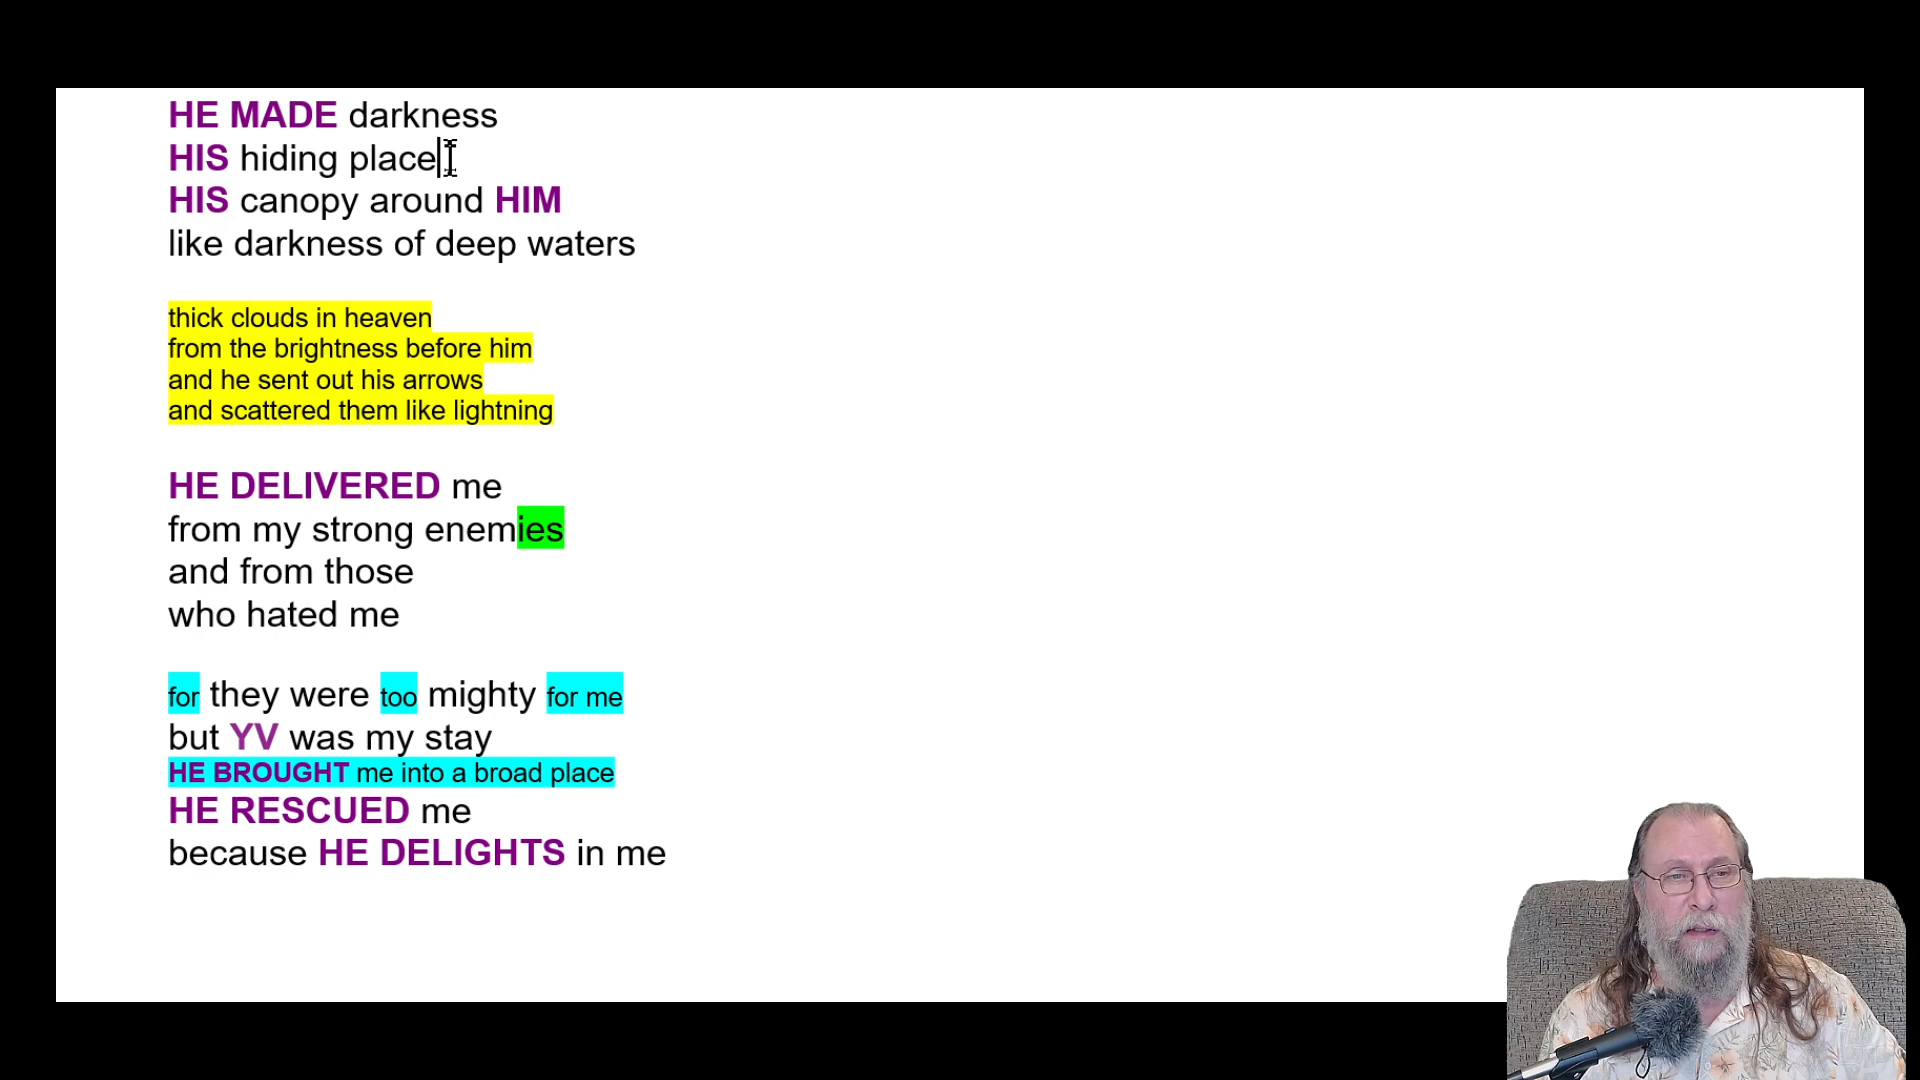 HE MADE darkness
HIS hiding place
HIS canopy around HIM
like darkness of deep waters
thick clouds in heaven
from the brightness before him
and he sent out his arrows
and scattered them like lightning
HE DELIVERED me
from my strong enemies
and from those
who hated me
for they were too mighty for me
but YV was my stay
HE BROUGHT me into a broad place
HE RESCUED me
because HE DELIGHTS in me